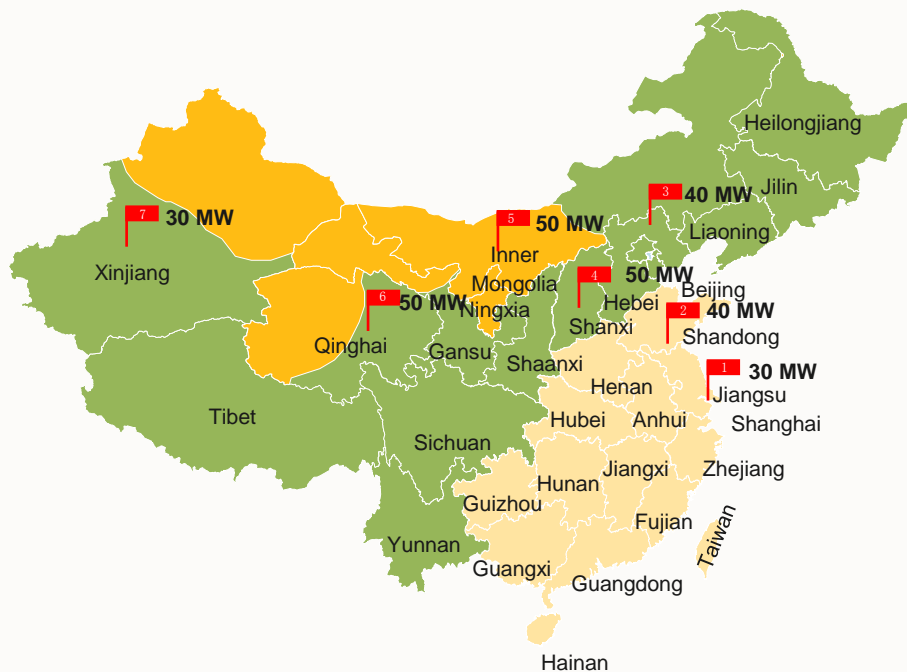 Heilongjiang
Jilin
3
40 MW
7
30 MW
5
50 MW
Liaoning
Inner
Xinjiang
4
50 MW
Mongolia
Beijing
6
50 MW
Ningxia
Hebei
2
40 MW
Shanxi
Qinghai
Shandong
Gansu
Shaanxi
1
30 MW
Henan
Jiangsu
Tibet
Hubei
Anhui
Shanghai
Sichuan
Jiangxi
Zhejiang
Hunan
Guizhou
Fujian
Taiwan
Yunnan
Guangxi
Guangdong
Hainan